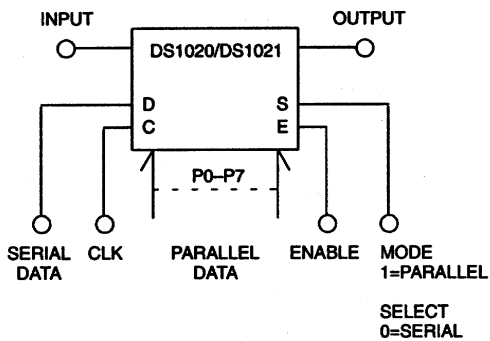 INPUT
OUTPUT
DS1020/DS1021
D
S
C
E
P0–P7
SERIAL
DATA
CLK
PARALLEL
DATA
ENABLE
MODE
1=PARALLEL
SELECT
0=SERIAL